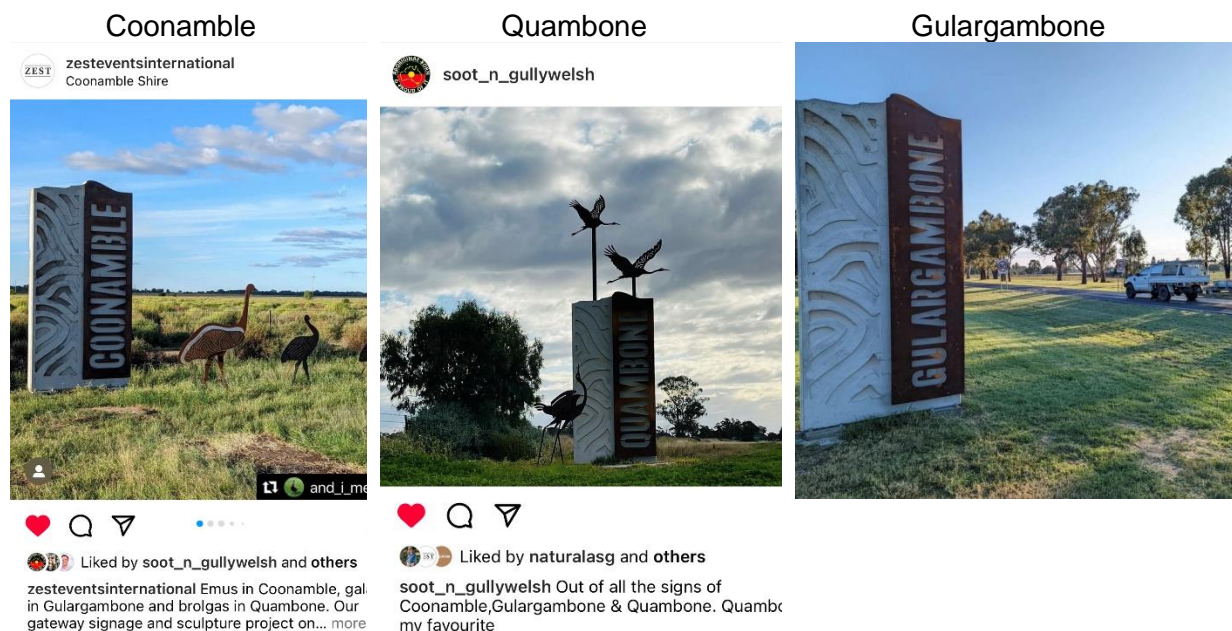 Coonamble
zesteventsinternational
Coonamble Shire
ZEST
COONAMBLE
and_i_me
Liked by soot_n_gullywelsh and others
zesteventsinternational Emus in Coonamble, gal
in Gulargambone and brolgas in Quambone. Our
gateway signage and sculpture project on... more
Quambone
soot_n_gullywelsh
QUAMBONE
Liked by naturalasg and others
soot_n_gullywelsh Out of all the signs of
Coonamble,Gulargambone & Quambone. Quambo
my favourite
Gulargambone
GULARGAMBONE